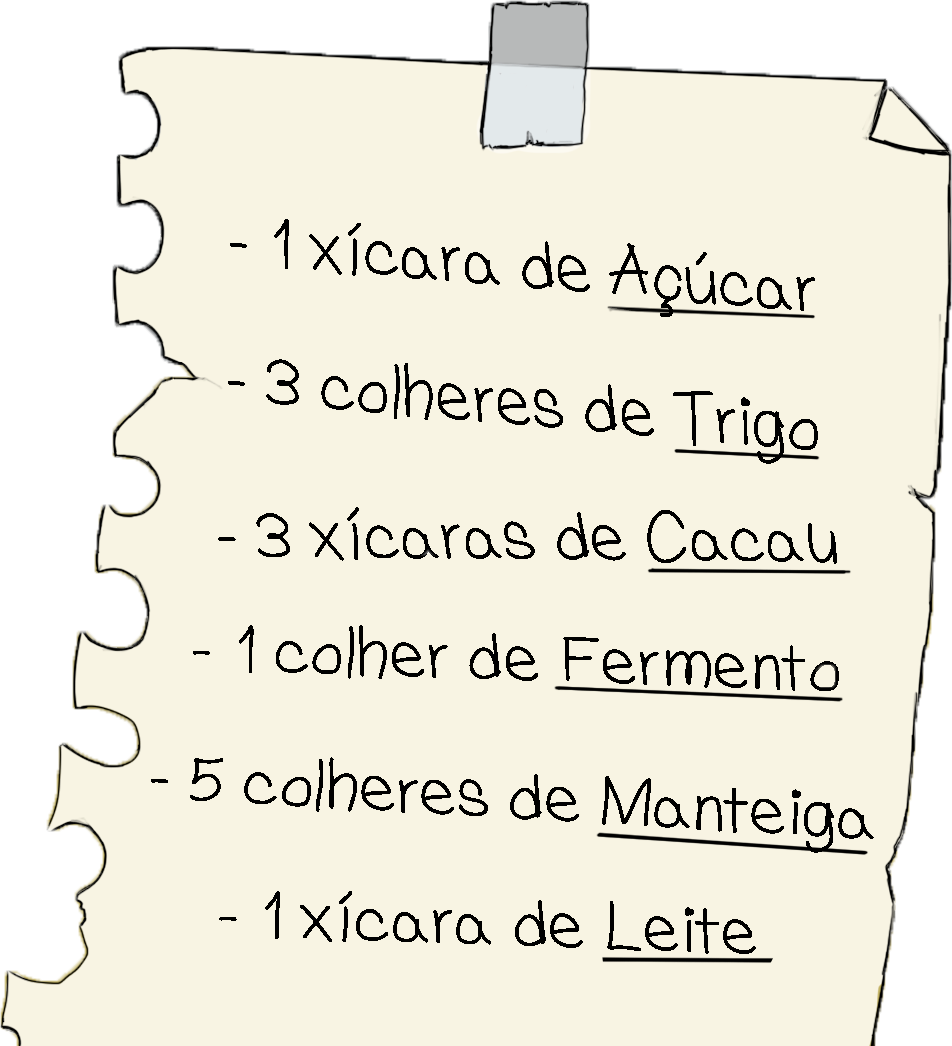 - 1 xícara de Açúcar
- 3 colheres de Trigo
- 3 xícaras de Cacau
- 1 colher de Fermento
- 5 colheres de Manteiga
- 1 xícara de Leite